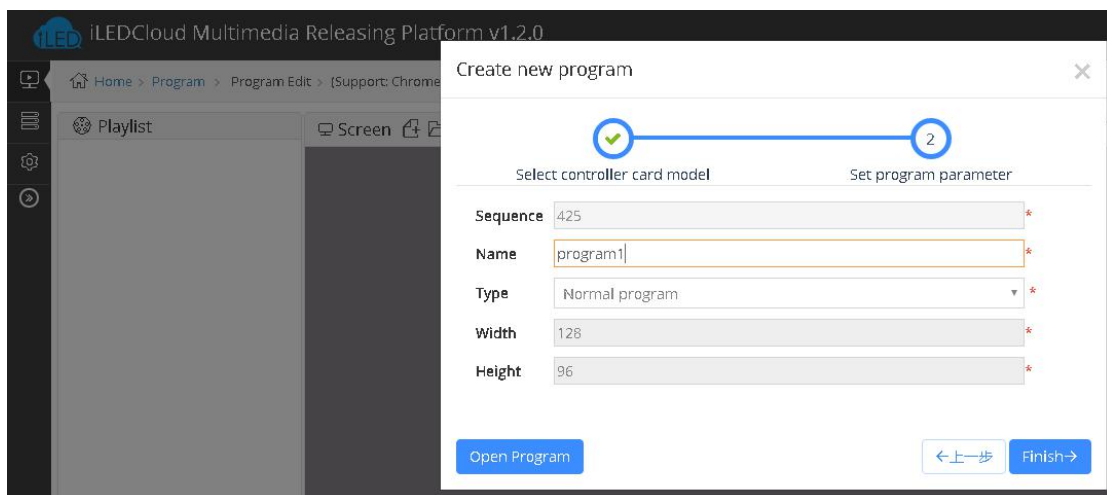 iLED iLEDCloud Multimedia Releasing Platform v1.2.0
Home > Program > Program Edit > (Support: Chrome
Playlist
Screen
Create new program
2
Select controller card model
Set program parameter
Sequence 425 *
Name program1 *
Type Normal program *
Width 128 *
Height 96 *
Open Program
←上一步
Finish→